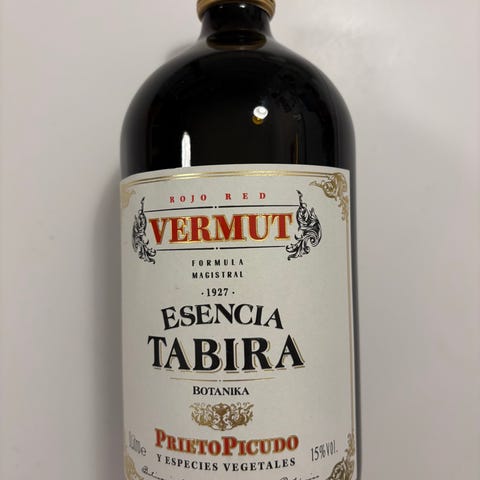 ROJO RED
VERMUT
FORMULA
MAGISTRAL
·1927·
ESENCIA
TABIRA
BOTANIKA
PRIETO PICUDO
Y ESPECIES VEGETALES
15%VOL.